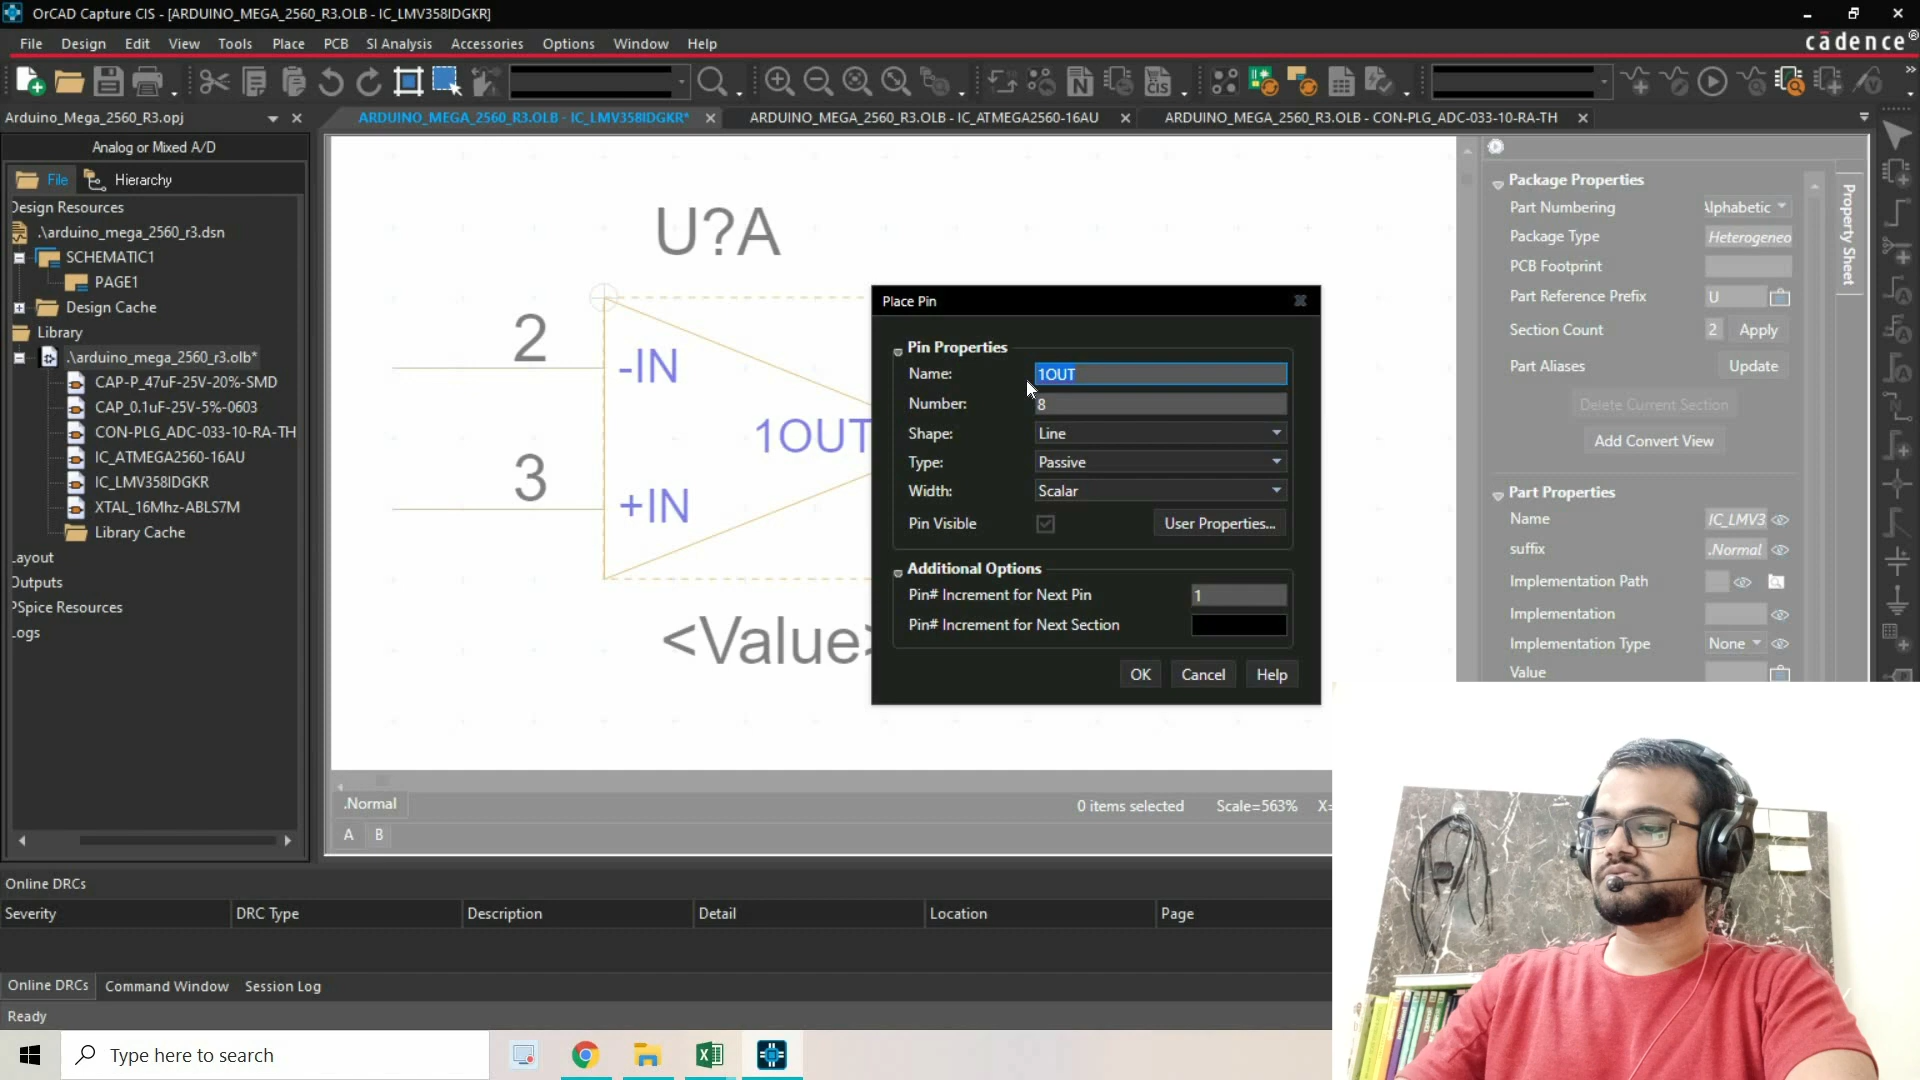 OrCAD Capture CIS - [ARDUINO_MEGA_2560_R3.OLB - IC_LMV358IDGKR]
File Design Edit View Tools Place PCB SI Analysis Accessories Options Window Help
cādence®
Arduino_Mega_2560_R3.opj
ARDUINO_MEGA_2560_R3.OLB - IC_LMV358IDGKR*
ARDUINO_MEGA_2560_R3.OLB - IC_ATMEGA2560-16AU
ARDUINO_MEGA_2560_R3.OLB - CON-PLG_ADC-033-10-RA-TH
Analog or Mixed A/D
File Hierarchy
Design Resources
.\arduino_mega_2560_r3.dsn
SCHEMATIC1
PAGE1
Design Cache
Library
.\arduino_mega_2560_r3.olb*
CAP-P_47uF-25V-20%-SMD
CAP_0.1uF-25V-5%-0603
CON-PLG_ADC-033-10-RA-TH
IC_ATMEGA2560-16AU
IC_LMV358IDGKR
XTAL_16Mhz-ABLS7M
Library Cache
Layout
Outputs
PSpice Resources
Logs
U?A
2
-IN
1OUT
3
+IN
<Value>
Place Pin
Pin Properties
Name: 1OUT
Number: 8
Shape: Line
Type: Passive
Width: Scalar
Pin Visible User Properties...
Additional Options
Pin# Increment for Next Pin 1
Pin# Increment for Next Section
OK Cancel Help
Package Properties
Part Numbering Alphabetic
Package Type Heterogeneo
PCB Footprint
Part Reference Prefix U
Section Count 2 Apply
Part Aliases Update
Delete Current Section
Add Convert View
Part Properties
Name IC_LMV3
suffix .Normal
Implementation Path
Implementation
Implementation Type None
Value
Property Sheet
.Normal
0 items selected Scale=563% X=
A B
Online DRCs
Severity DRC Type Description Detail Location Page
Online DRCs Command Window Session Log
Ready
Type here to search